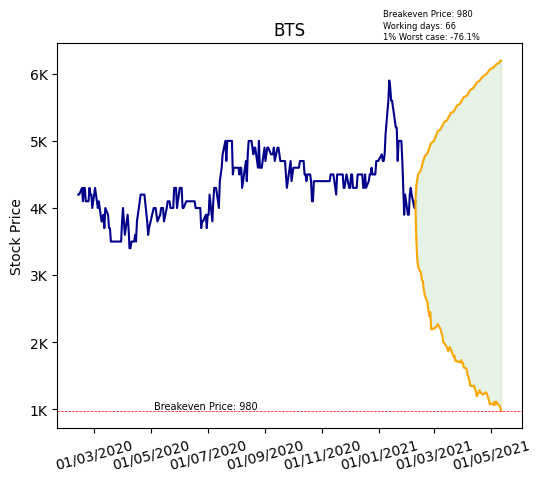 Breakeven Price: 980
Working days: 66
1% Worst case: -76.1%
BTS
Stock Price
6K
5K
4K
3K
2K
1K
Breakeven Price: 980
01/03/2020
01/05/2020
01/07/2020
01/09/2020
01/11/2020
01/01/2021
01/03/2021
01/05/2021